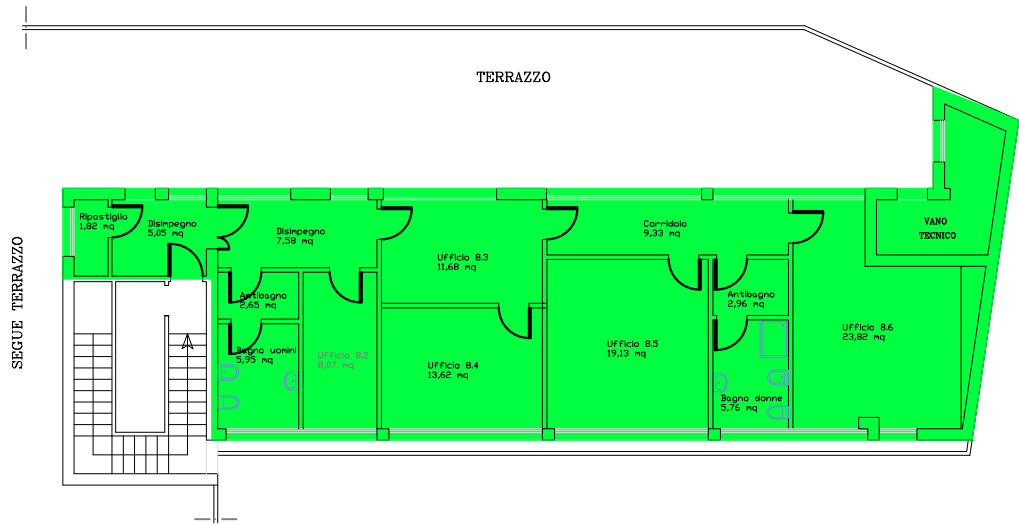 TERRAZZO
SEGUE TERRAZZO
Ripostiglio
1,82 mq
Disimpegno
5,05 mq
Disimpegno
7,58 mq
Corridoio
9,33 mq
VANO
TECNICO
Ufficio 8.3
11,68 mq
Antibagno
2,65 mq
Antibagno
2,96 mq
Ufficio 8.6
23,82 mq
Bagno uomini
5,95 mq
Ufficio 8.2
8,07 mq
Ufficio 8.4
13,62 mq
Ufficio 8.5
19,13 mq
Bagno donne
5,76 mq